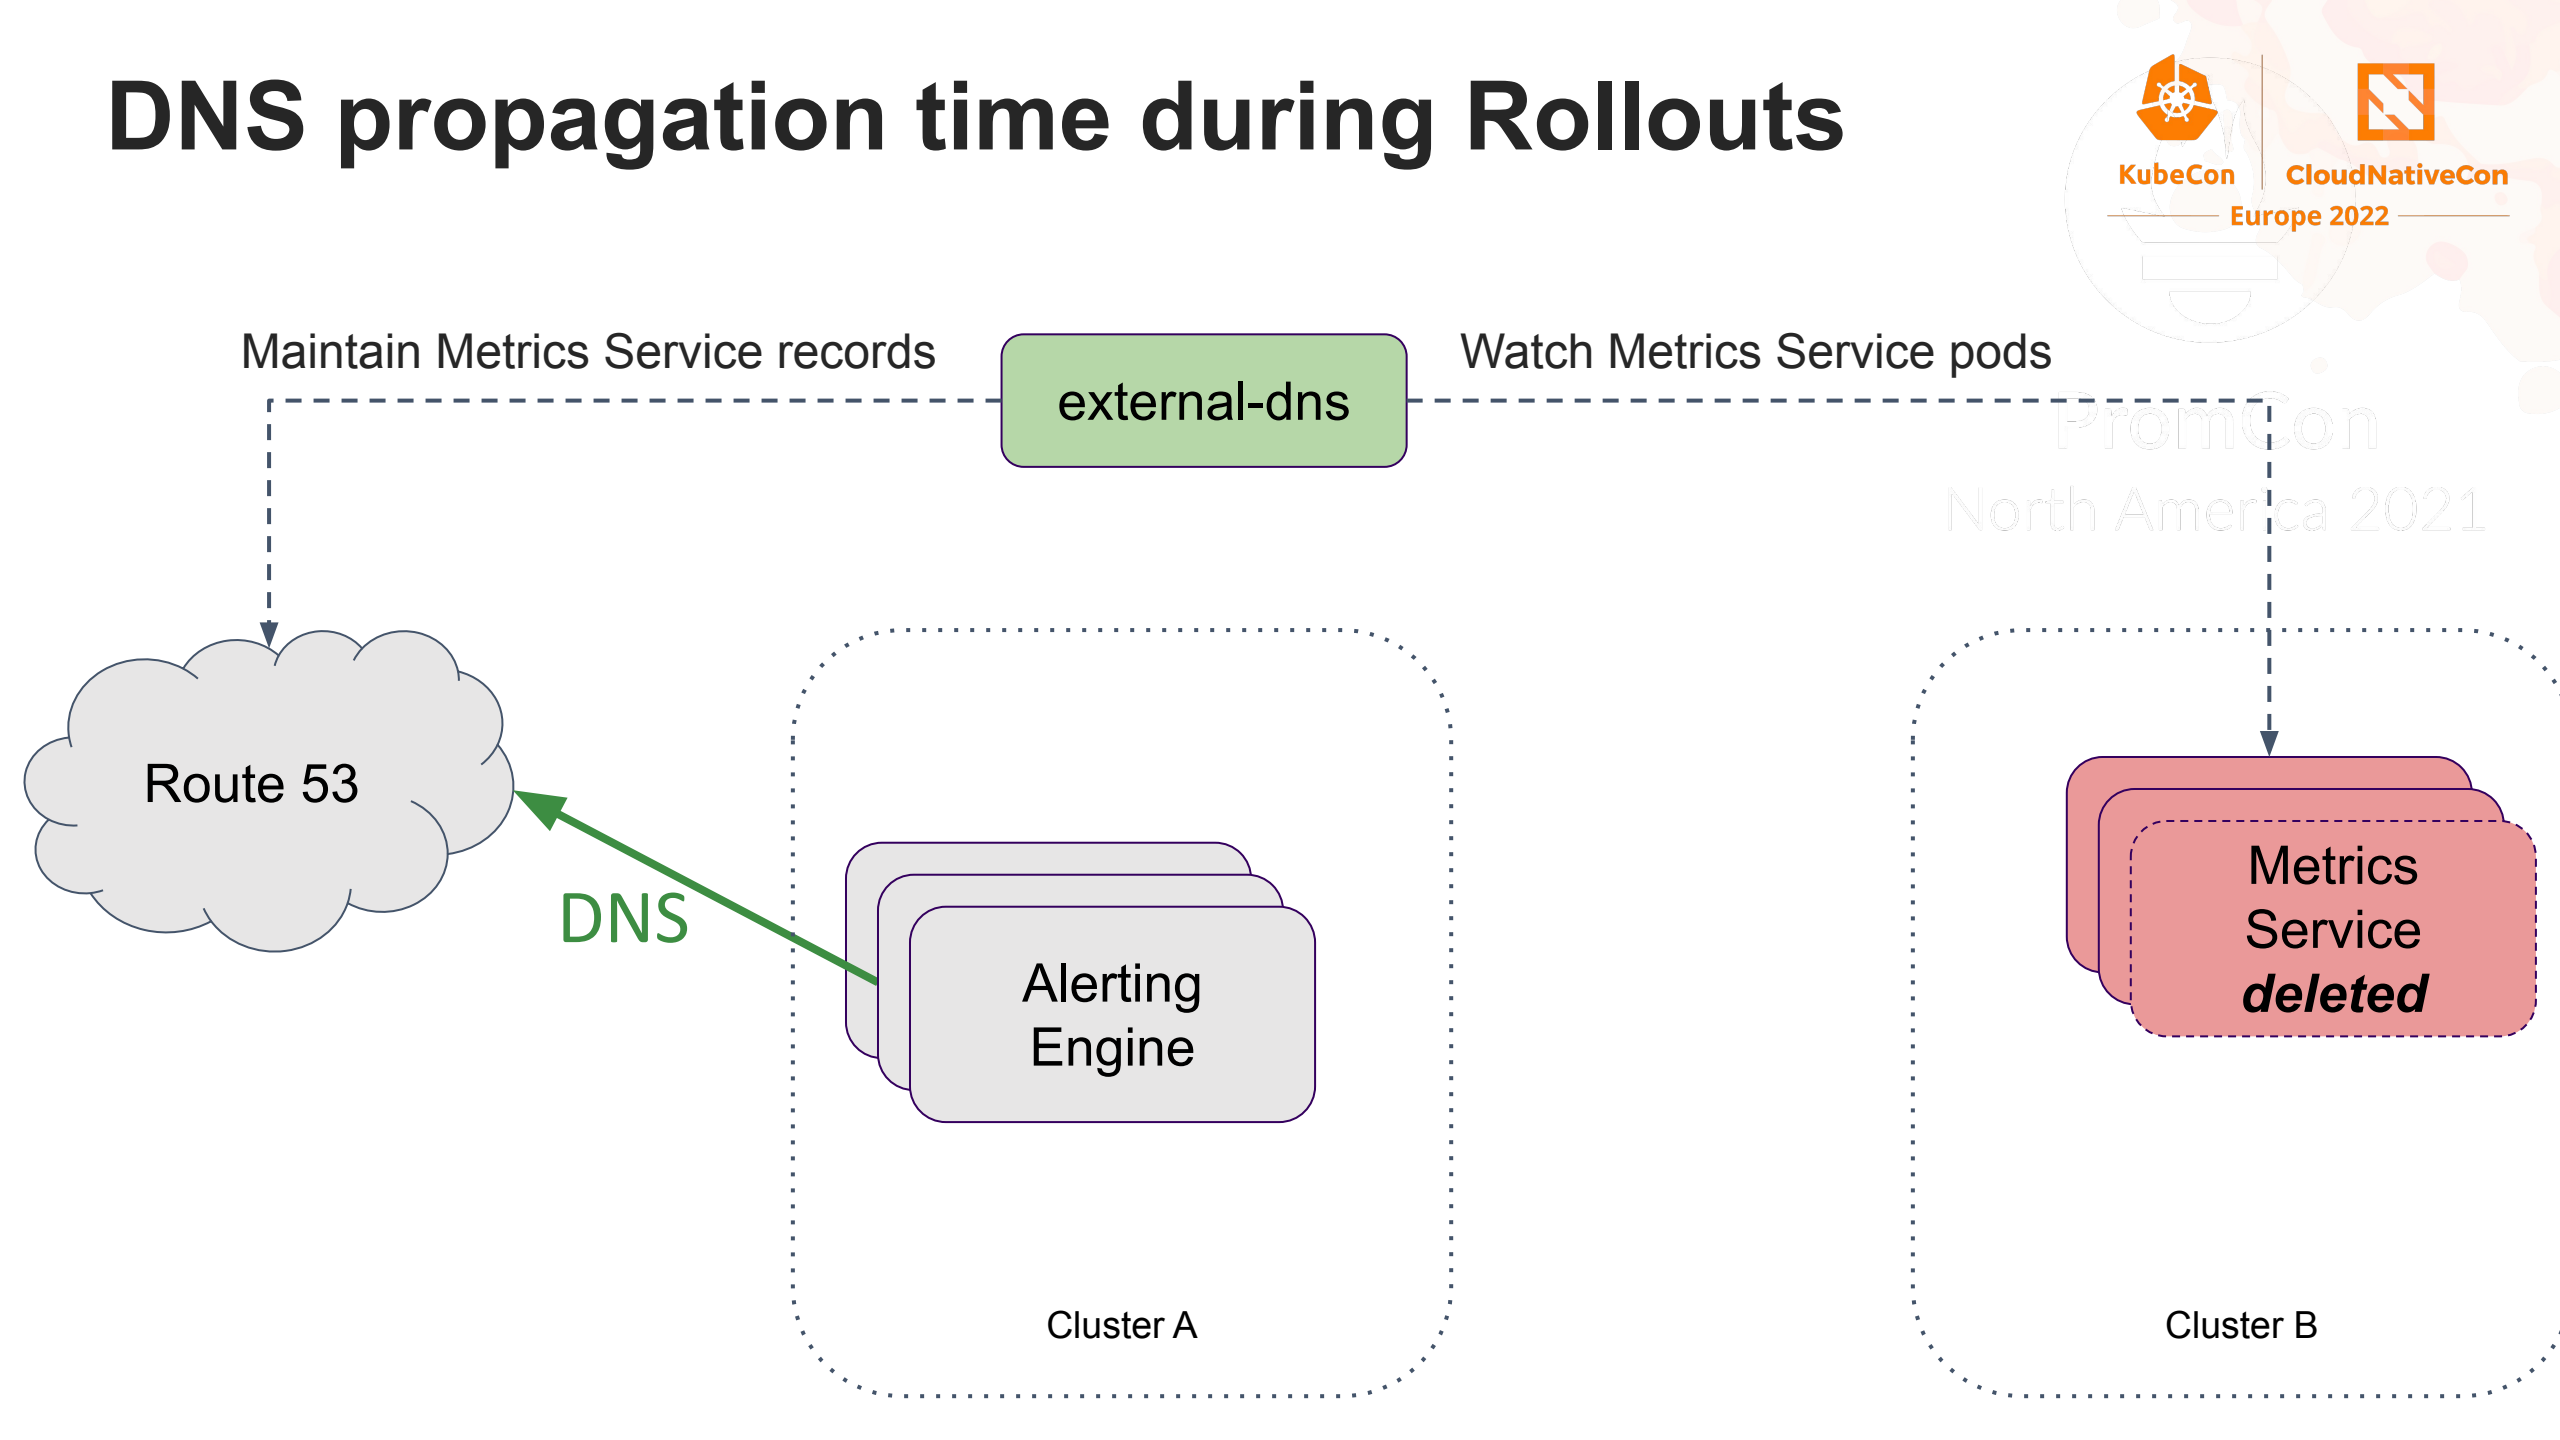 DNS propagation time during Rollouts
KubeCon
CloudNativeCon
Europe 2022
Maintain Metrics Service records
external-dns
Watch Metrics Service pods
PromCon
North America 2021
Route 53
DNS
Alerting
Engine
Metrics
Service
deleted
Cluster A
Cluster B